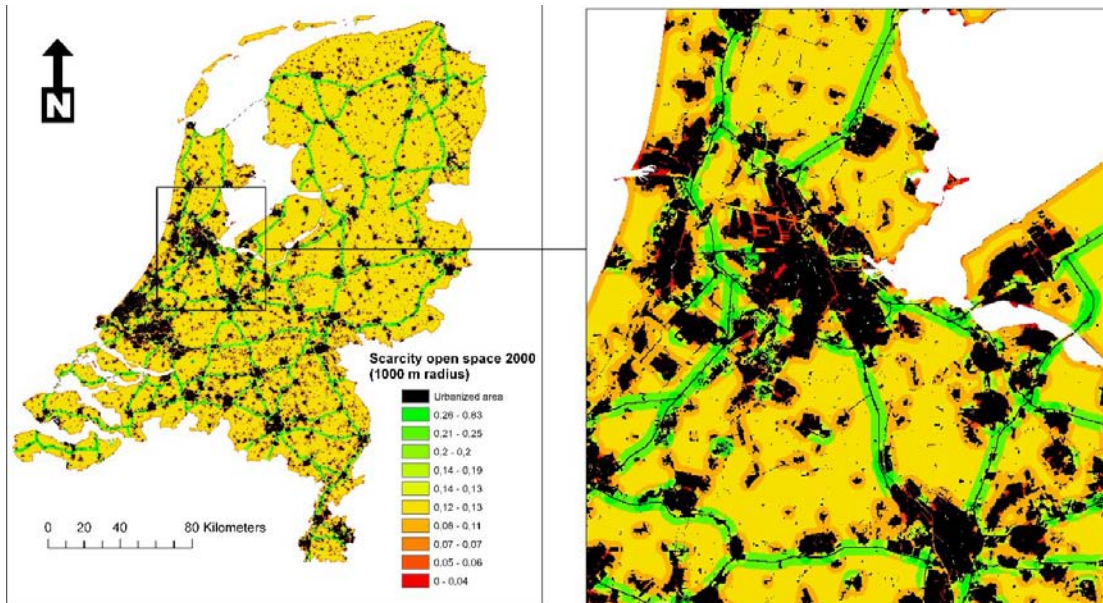 N
Scarcity open space 2000
(1000 m radius)
Urbanized area
0,26 - 0,63
0,21 - 0,25
0,2 - 0,2
0,14 - 0,19
0,14 - 0,13
0,12 - 0,13
0,08 - 0,11
0,07 - 0,07
0,05 - 0,06
0 - 0,04
0 20 40 80 Kilometers